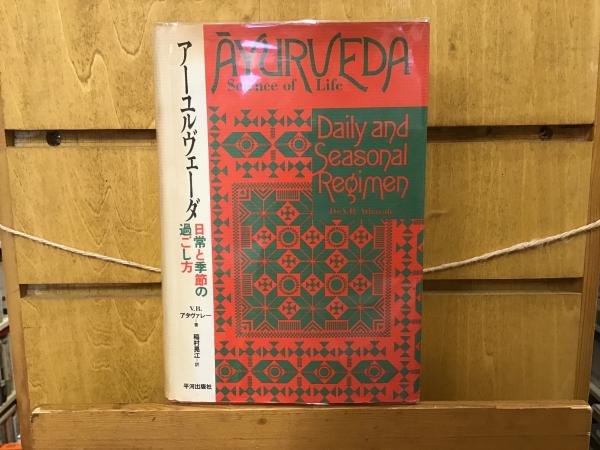 アーユルヴェーダ
日常と季節の
過ごし方
V.B.
アタヴァレー
著
稲村晃江・訳
平河出版社
ĀYURVEDA
Science of Life
Daily and
Seasonal
Regimen
Dr. V.B. Athavale